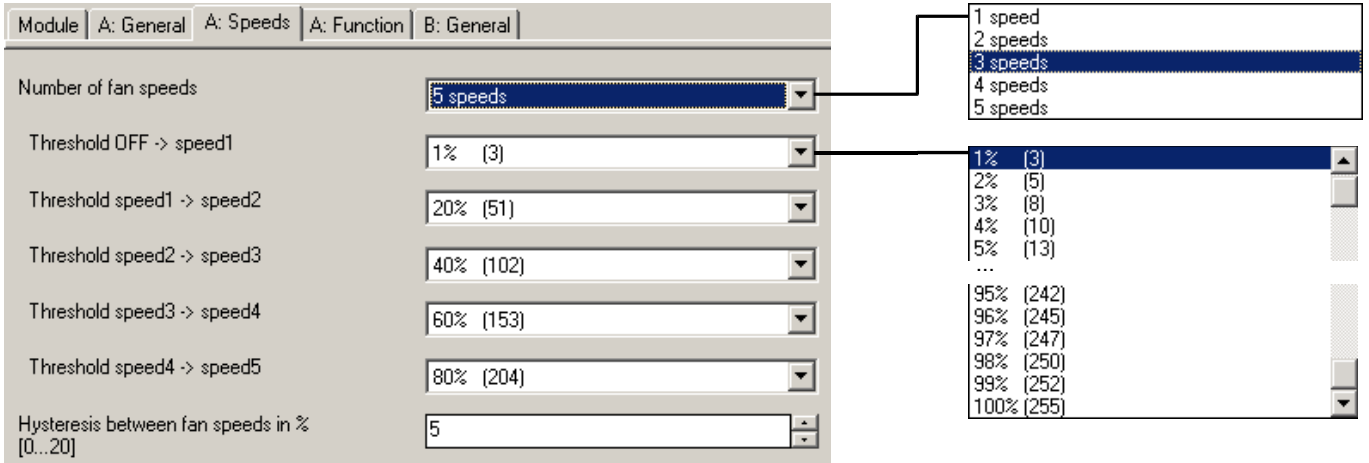 Module A: General A: Speeds A: Function B: General
Number of fan speeds 5 speeds
Threshold OFF -> speed1 1% (3)
Threshold speed1 -> speed2 20% (51)
Threshold speed2 -> speed3 40% (102)
Threshold speed3 -> speed4 60% (153)
Threshold speed4 -> speed5 80% (204)
Hysteresis between fan speeds in % 5
[0...20]
1 speed
2 speeds
3 speeds
4 speeds
5 speeds
1% (3)
2% (5)
3% (8)
4% (10)
5% (13)
...
95% (242)
96% (245)
97% (247)
98% (250)
99% (252)
100% (255)